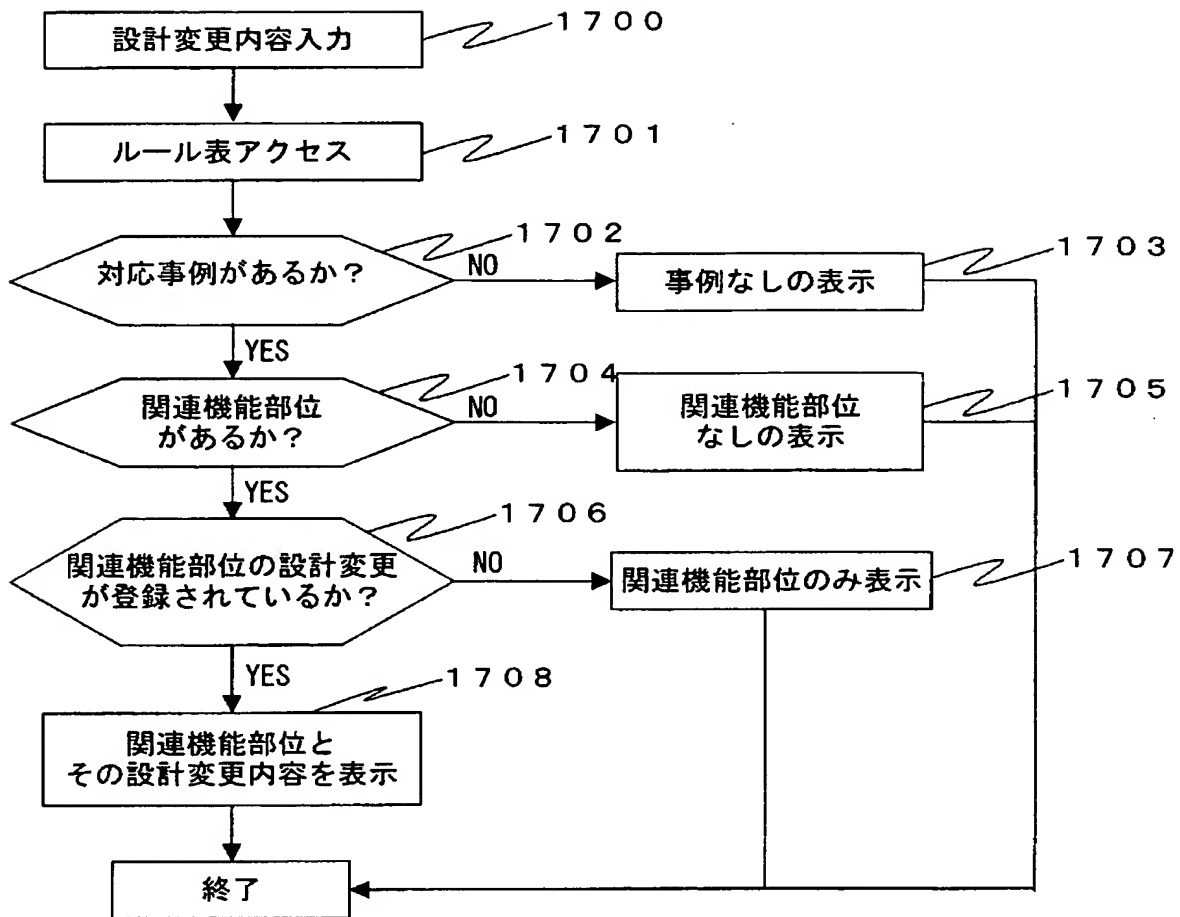 設計変更内容入力
1700
ルール表アクセス
1701
対応事例があるか?
1702
NO
事例なしの表示
1703
YES
関連機能部位
があるか?
1704
NO
関連機能部位
なしの表示
1705
YES
関連機能部位の設計変更
が登録されているか?
1706
NO
関連機能部位のみ表示
1707
YES
関連機能部位と
その設計変更内容を表示
1708
終了